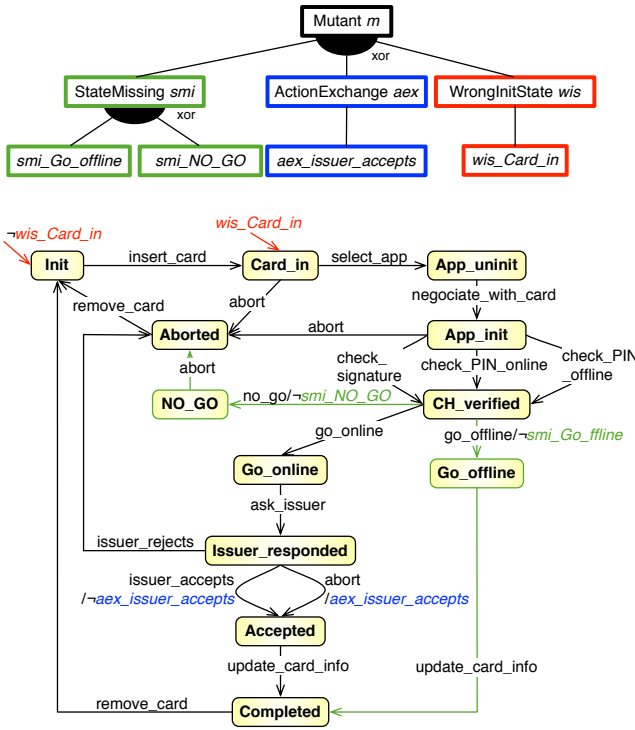 Mutant m
xor
StateMissing smi
ActionExchange aex
WrongInitState wis
xor
smi_Go_offline
smi_NO_GO
aex_issuer_accepts
wis_Card_in
¬wis_Card_in
wis_Card_in
Init
insert_card
Card_in
select_app
App_uninit
remove_card
abort
negociate_with_card
Aborted
abort
App_init
abort
check_
signature
check_PIN_online
check_PIN
_offline
NO_GO
no_go/¬smi_NO_GO
CH_verified
go_online
go_offline/¬smi_Go_ffline
Go_online
Go_offline
ask_issuer
issuer_rejects
Issuer_responded
issuer_accepts
/¬aex_issuer_accepts
abort
/aex_issuer_accepts
Accepted
update_card_info
update_card_info
remove_card
Completed